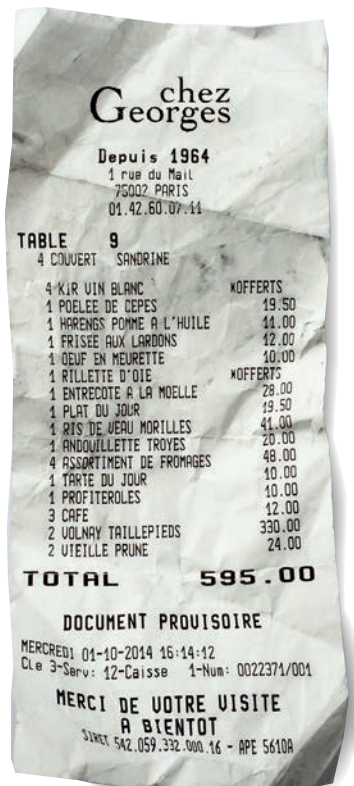 chez
Georges
Depuis 1964
1 rue du Mail
75002 PARIS
01.42.60.07.11
TABLE 9
4 COUVERT SANDRINE
4 KIR VIN BLANC *OFFERTS
1 POELEE DE CEPES 19.50
1 HARENGS POMME A L'HUILE 11.00
1 FRISEE AUX LARDONS 12.00
1 OEUF EN MEURETTE 10.00
1 RILLETTE D'OIE *OFFERTS
1 ENTRECOTE A LA MOELLE 28.00
1 PLAT DU JOUR 19.50
1 RIS DE VEAU MORILLES 41.00
1 ANDOUILLETTE TROYES 20.00
4 ASSORTIMENT DE FROMAGES 48.00
1 TARTE DU JOUR 10.00
1 PROFITEROLES 10.00
3 CAFE 12.00
2 VOLNAY TAILLEPIEDS 330.00
2 VIEILLE PRUNE 24.00
TOTAL 595.00
DOCUMENT PROVISOIRE
MERCREDI 01-10-2014 16:14:12
CLe 3-Serv: 12-Caisse 1-Num: 0022371/001
MERCI DE VOTRE VISITE
A BIENTOT
SIRET 542.059.332.000.16 - APE 5610A